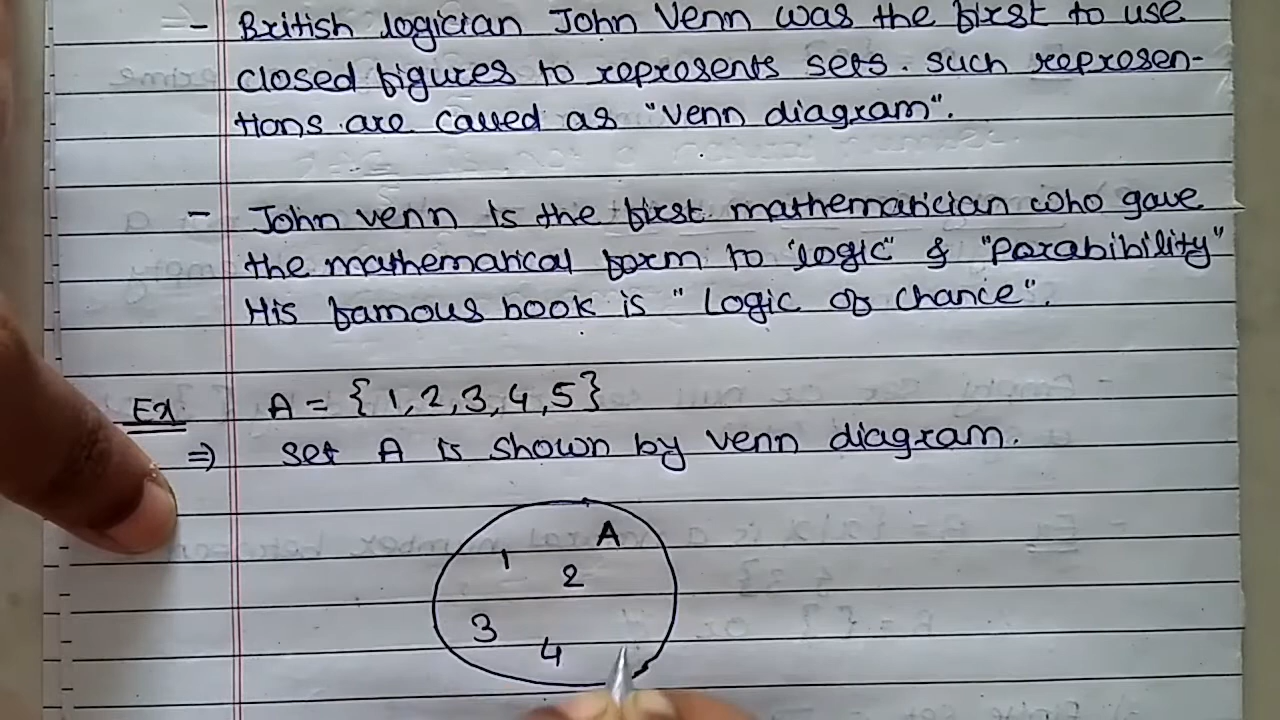 - British logician John Venn was the first to use
closed figures to represents sets. such represen-
tions are called as "venn diagram".
- John venn is the first mathematician who gave
the mathematical form to "logic" & "Parabibility"
His famous book is "Logic of Chance".
Ex A = {1,2,3,4,5}
⇒ set A is shown by venn diagram.
A
1
2
3
4